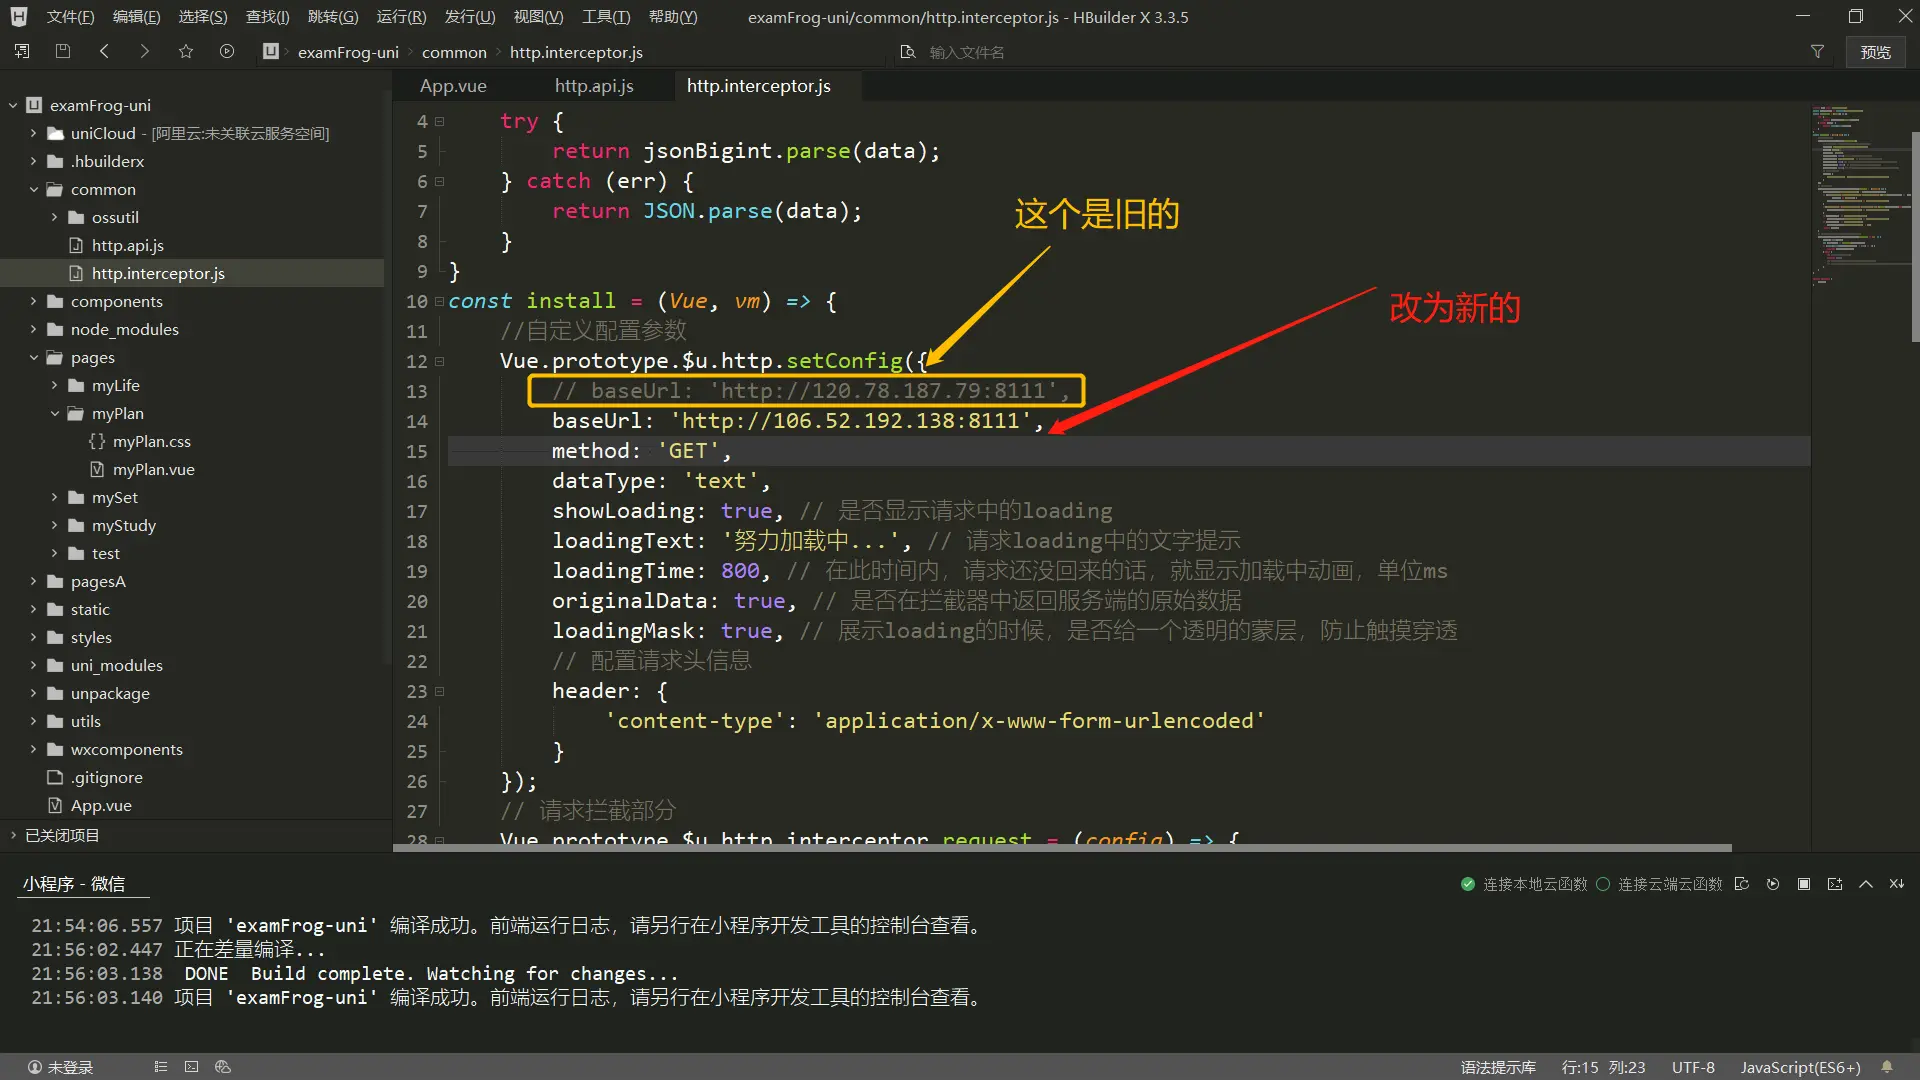 文件(F) 编辑(E) 选择(S) 查找(I) 跳转(G) 运行(R) 发行(U) 视图(V) 工具(T) 帮助(Y) examFrog-uni/common/http.interceptor.js - HBuilder X 3.3.5
examFrog-uni common http.interceptor.js 输入文件名 预览
App.vue http.api.js http.interceptor.js
examFrog-uni
uniCloud - [阿里云:未关联云服务空间]
.hbuilderx
common
ossutil
http.api.js
http.interceptor.js
components
node_modules
pages
myLife
myPlan
myPlan.css
myPlan.vue
mySet
myStudy
test
pagesA
static
styles
uni_modules
unpackage
utils
wxcomponents
.gitignore
App.vue
已关闭项目
4 try {
5 return jsonBigint.parse(data);
6 } catch (err) {
7 return JSON.parse(data);
8 }
9 }
10 const install = (Vue, vm) => {
11 //自定义配置参数
12 Vue.prototype.$u.http.setConfig({
13 // baseUrl: 'http://120.78.187.79:8111',
14 baseUrl: 'http://106.52.192.138:8111',
15 method: 'GET',
16 dataType: 'text',
17 showLoading: true, // 是否显示请求中的loading
18 loadingText: '努力加载中...', // 请求loading中的文字提示
19 loadingTime: 800, // 在此时间内，请求还没回来的话，就显示加载中动画，单位ms
20 originalData: true, // 是否在拦截器中返回服务端的原始数据
21 loadingMask: true, // 展示loading的时候，是否给一个透明的蒙层，防止触摸穿透
22 // 配置请求头信息
23 header: {
24 'content-type': 'application/x-www-form-urlencoded'
25 }
26 });
27 // 请求拦截部分
28 Vue.prototype.$u.http.interceptor.request = (config) => {
这个是旧的
改为新的
小程序 - 微信 连接本地云函数 连接云端云函数
21:54:06.557 项目 'examFrog-uni' 编译成功。前端运行日志，请另行在小程序开发工具的控制台查看。
21:56:02.447 正在差量编译...
21:56:03.138 DONE Build complete. Watching for changes...
21:56:03.140 项目 'examFrog-uni' 编译成功。前端运行日志，请另行在小程序开发工具的控制台查看。
未登录 语法提示库 行:15 列:23 UTF-8 JavaScript(ES6+)